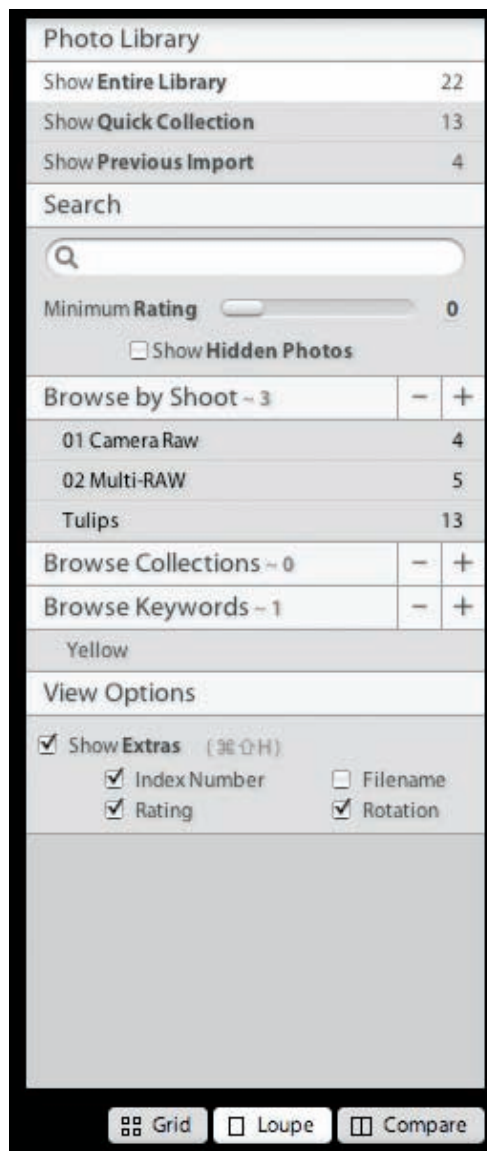 Photo Library
Show Entire Library 22
Show Quick Collection 13
Show Previous Import 4
Search
Minimum Rating 0
Show Hidden Photos
Browse by Shoot ~ 3 − +
01 Camera Raw 4
02 Multi-RAW 5
Tulips 13
Browse Collections ~ 0 − +
Browse Keywords ~ 1 − +
Yellow
View Options
Show Extras (⌘⇧H)
Index Number Filename
Rating Rotation
Grid Loupe Compare